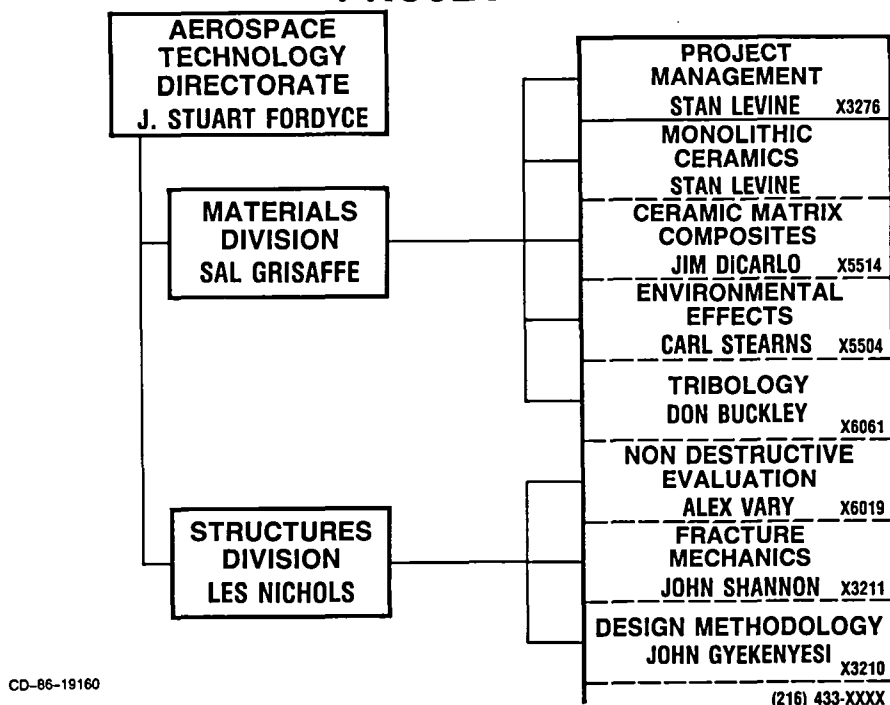 AEROSPACE
TECHNOLOGY
DIRECTORATE
J. STUART FORDYCE
MATERIALS
DIVISION
SAL GRISAFFE
STRUCTURES
DIVISION
LES NICHOLS
PROJECT
MANAGEMENT
STAN LEVINE X3276
MONOLITHIC
CERAMICS
STAN LEVINE
CERAMIC MATRIX
COMPOSITES
JIM DiCARLO X5514
ENVIRONMENTAL
EFFECTS
CARL STEARNS X5504
TRIBOLOGY
DON BUCKLEY
X6061
NON DESTRUCTIVE
EVALUATION
ALEX VARY X6019
FRACTURE
MECHANICS
JOHN SHANNON X3211
DESIGN METHODOLOGY
JOHN GYEKENYESI
X3210
(216) 433-XXXX
CD-86-19160